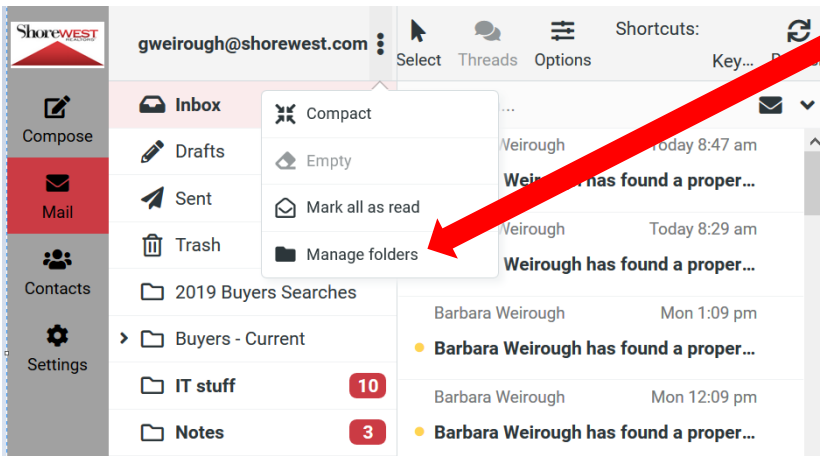 Shorewest
REALTORS
gweirough@shorewest.com
Select Threads Options
Shortcuts:
Key...
Compose
Mail
Contacts
Settings
Inbox
Drafts
Sent
Trash
2019 Buyers Searches
Buyers - Current
IT stuff 10
Notes 3
Compact
Empty
Mark all as read
Manage folders
...
Weirough Today 8:47 am
Weirough has found a proper...
Weirough Today 8:29 am
Weirough has found a proper...
Barbara Weirough Mon 1:09 pm
Barbara Weirough has found a proper...
Barbara Weirough Mon 12:09 pm
Barbara Weirough has found a proper...